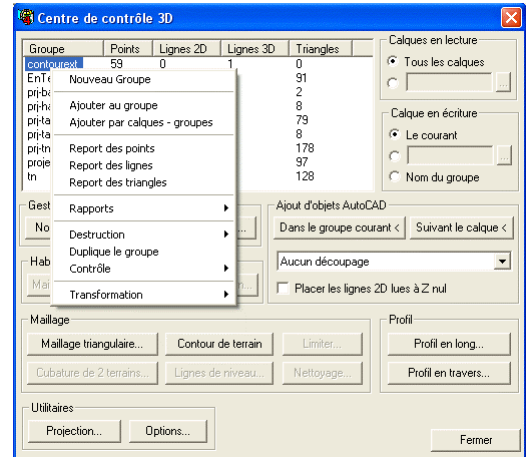 Centre de contrôle 3D
Groupe Points Lignes 2D Lignes 3D Triangles
contourext 59 0 1 0
91
2
8
79
8
178
97
tn 128
Nouveau Groupe
Ajouter au groupe
Ajouter par calques - groupes
Report des points
Report des lignes
Report des triangles
Rapports
Destruction
Duplique le groupe
Contrôle
Transformation
Calques en lecture
Tous les calques
...
Calque en écriture
Le courant
...
Nom du groupe
Ajout d'objets AutoCAD
Dans le groupe courant < Suivant le calque <
Aucun découpage
Placer les lignes 2D lues à Z nul
Maillage
Maillage triangulaire... Contour de terrain Limiter...
Cubature de 2 terrains... Lignes de niveau... Nettoyage...
Profil
Profil en long...
Profil en travers...
Utilitaires
Projection... Options...
Fermer